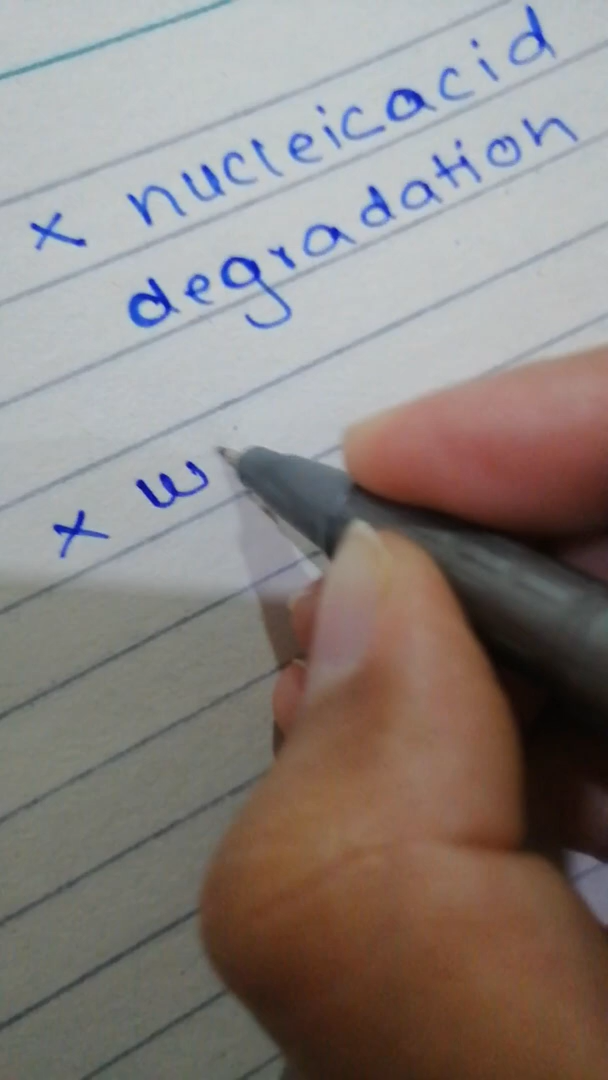 x nucleicacid
degradation
x w